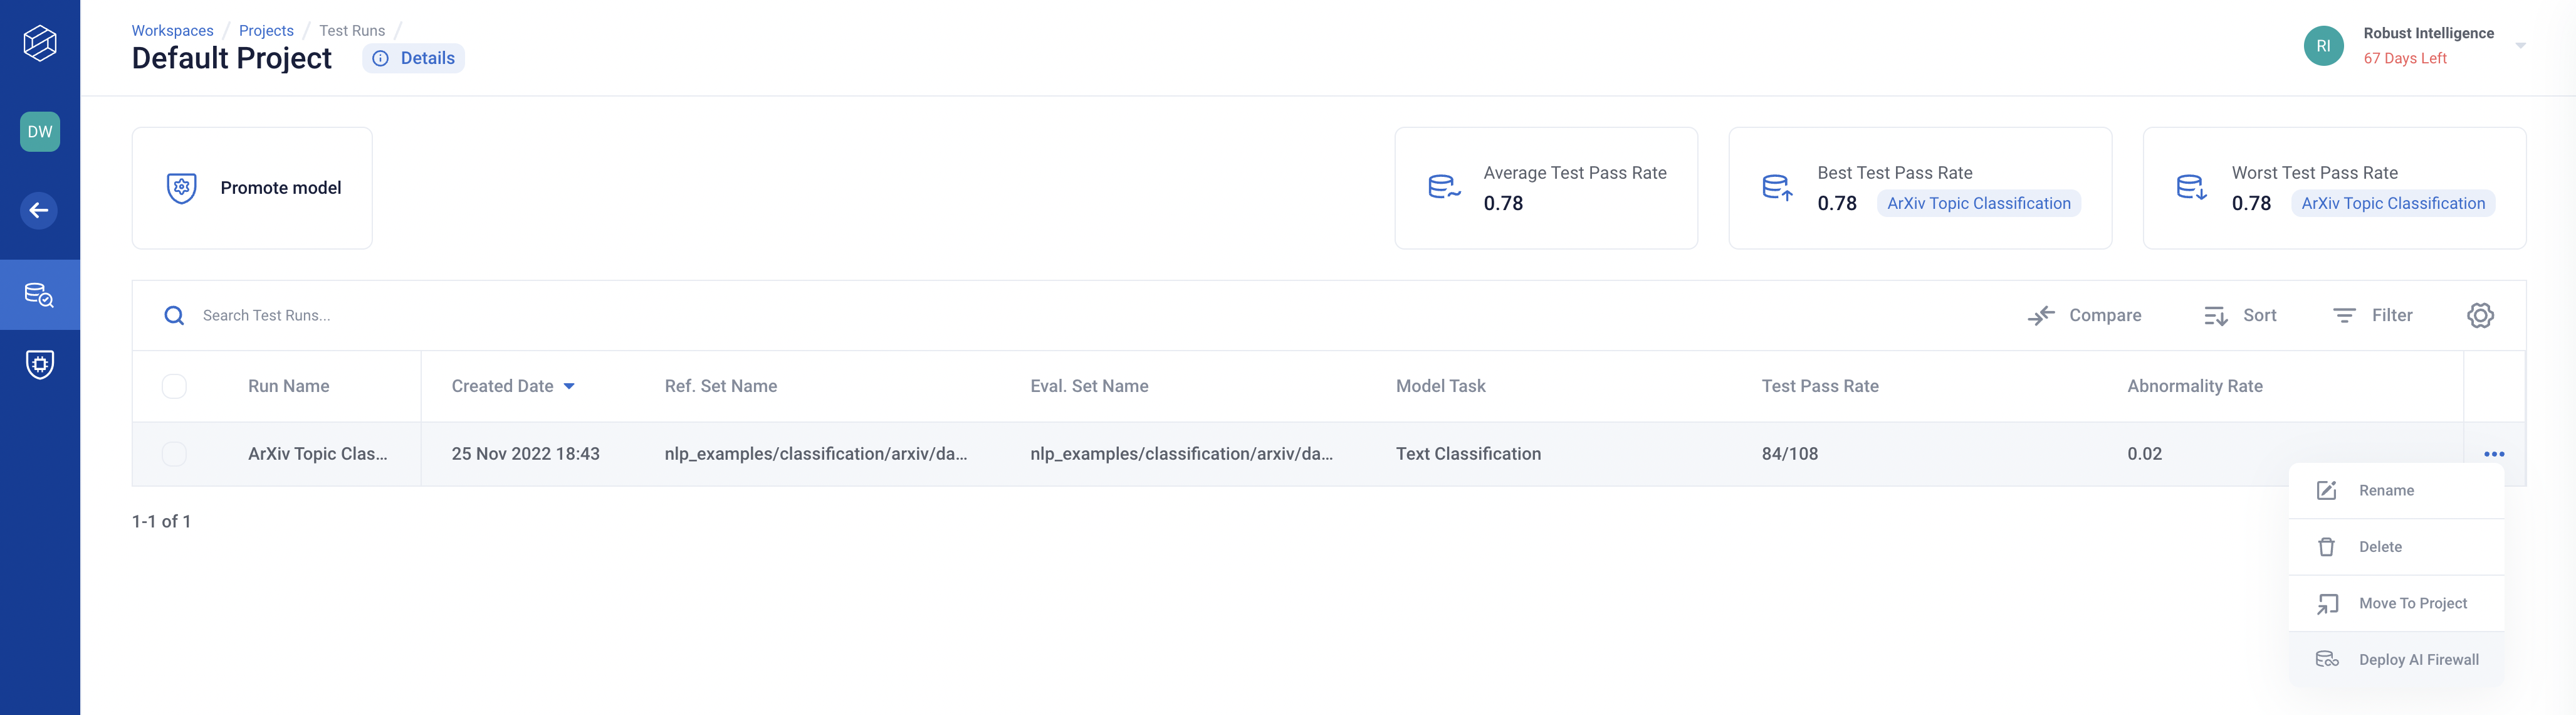 Workspaces / Projects / Test Runs /
Default Project
Details
RI
Robust Intelligence
67 Days Left
DW
Promote model
Average Test Pass Rate
0.78
Best Test Pass Rate
0.78 ArXiv Topic Classification
Worst Test Pass Rate
0.78 ArXiv Topic Classification
Search Test Runs...
Compare
Sort
Filter
Run Name Created Date Ref. Set Name Eval. Set Name Model Task Test Pass Rate Abnormality Rate
ArXiv Topic Clas... 25 Nov 2022 18:43 nlp_examples/classification/arxiv/da... nlp_examples/classification/arxiv/da... Text Classification 84/108 0.02
Rename
Delete
Move To Project
Deploy AI Firewall
1-1 of 1